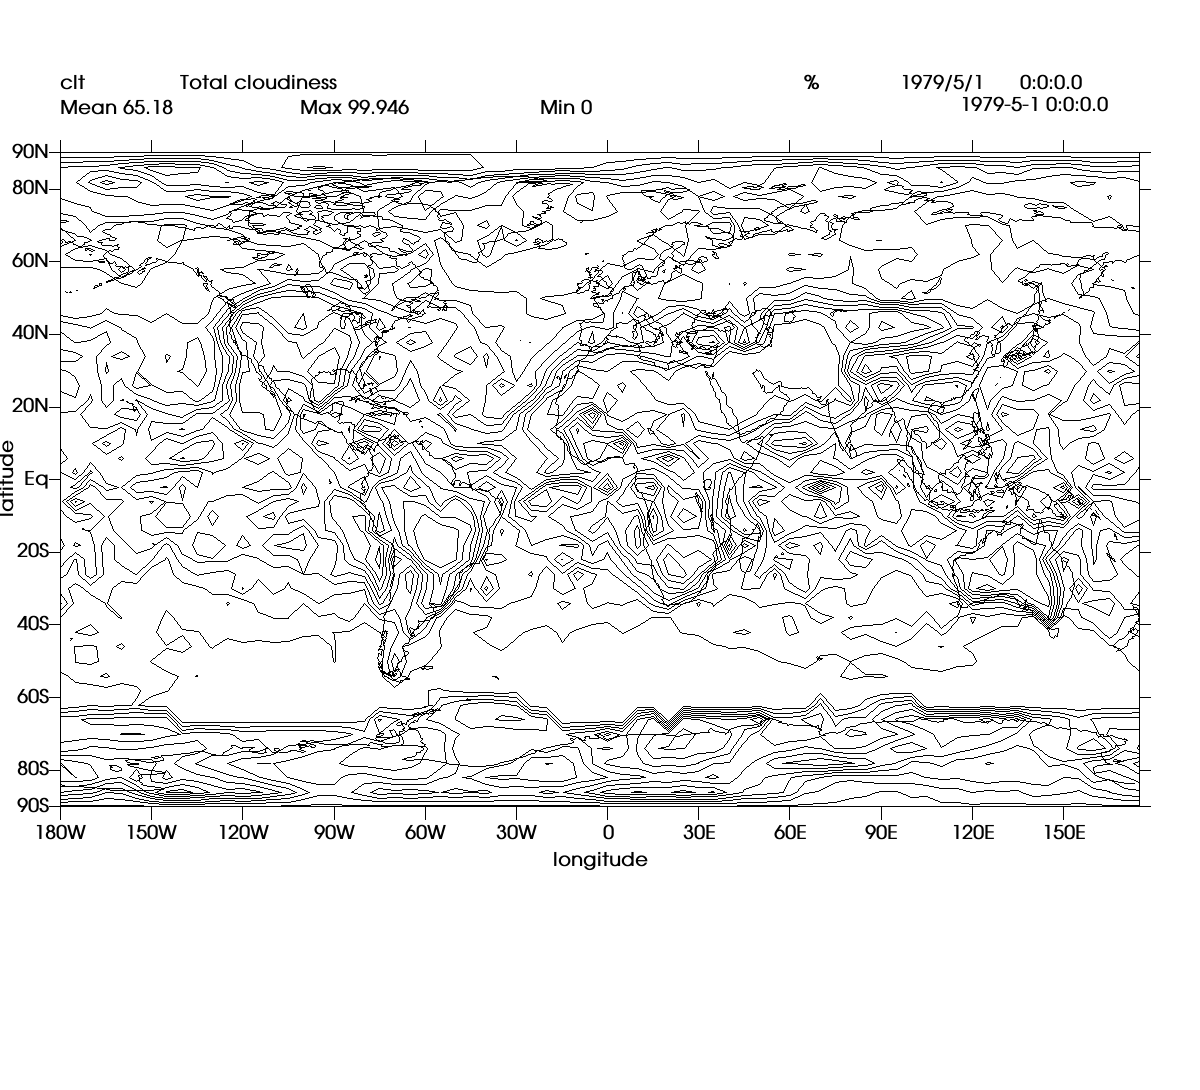 clt Total cloudiness % 1979/5/1 0:0:0.0
Mean 65.18 Max 99.946 Min 0 1979-5-1 0:0:0.0
90N
80N
60N
40N
20N
Eq
20S
40S
60S
80S
90S
latitude
180W 150W 120W 90W 60W 30W 0 30E 60E 90E 120E 150E
longitude